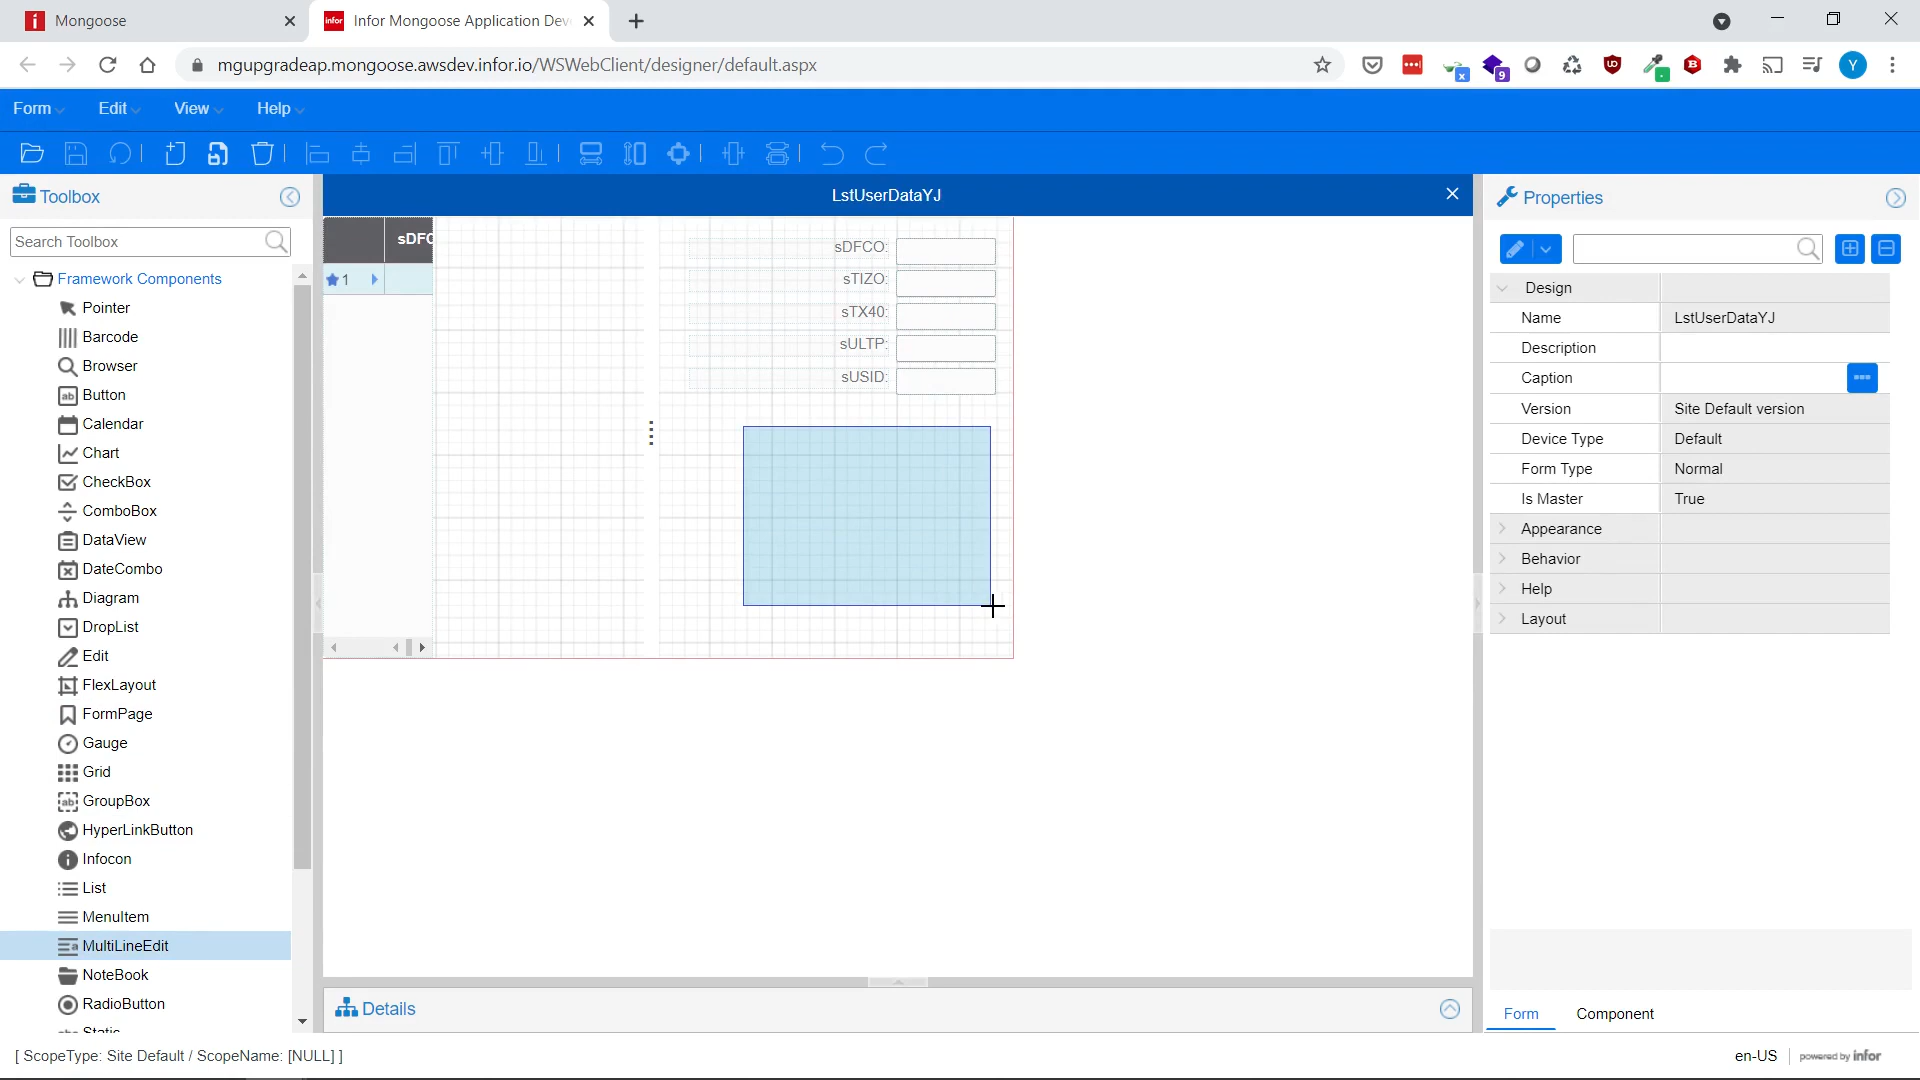 Mongoose
Infor Mongoose Application Dev
mgupgradeap.mongoose.awsdev.infor.io/WSWebClient/designer/default.aspx
x
9
Y
Form
Edit
View
Help
Toolbox
LstUserDataYJ
Properties
Search Toolbox
Framework Components
Pointer
Barcode
Browser
Button
Calendar
Chart
CheckBox
ComboBox
DataView
DateCombo
Diagram
DropList
Edit
FlexLayout
FormPage
Gauge
Grid
GroupBox
HyperLinkButton
Infocon
List
MenuItem
MultiLineEdit
NoteBook
RadioButton
Static
sDFC
1
sDFCO:
sTIZO:
sTX40:
sULTP:
sUSID:
Design
Name LstUserDataYJ
Description
Caption
Version Site Default version
Device Type Default
Form Type Normal
Is Master True
Appearance
Behavior
Help
Layout
Details
Form
Component
[ ScopeType: Site Default / ScopeName: [NULL] ]
en-US
powered by infor